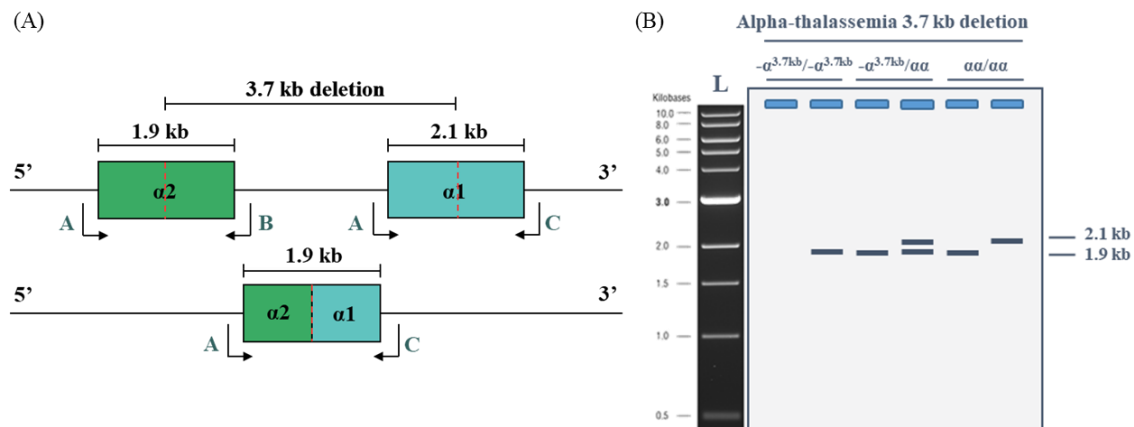 (A)
3.7 kb deletion
1.9 kb
2.1 kb
5’
α2
α1
3’
A
B
A
C
1.9 kb
5’
α2
α1
3’
A
C
(B)
Alpha-thalassemia 3.7 kb deletion
-α3.7kb/-α3.7kb
-α3.7kb/αα
αα/αα
L
Kilobases
10.0
8.0
6.0
5.0
4.0
3.0
2.0
1.5
1.0
0.5
2.1 kb
1.9 kb